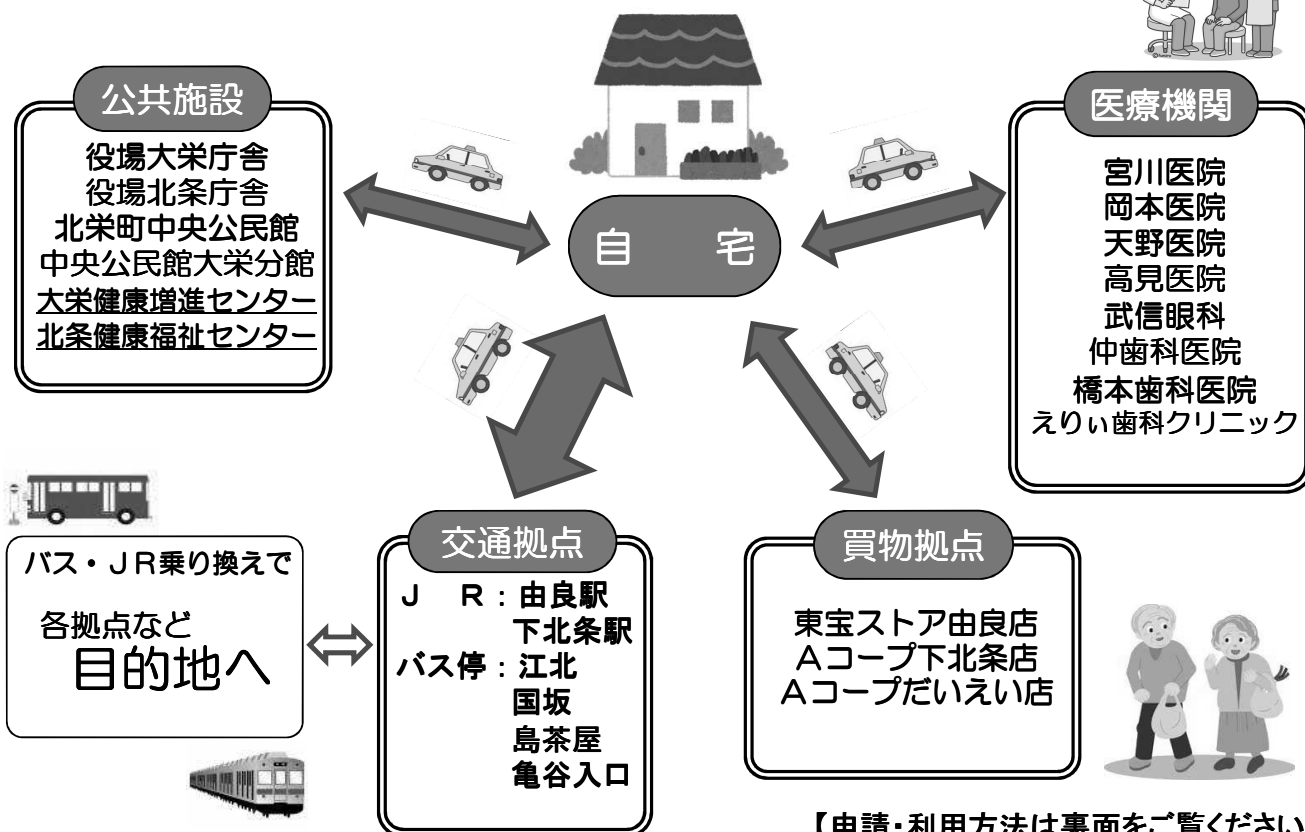 公共施設
役場大栄庁舎
役場北条庁舎
北栄町中央公民館
中央公民館大栄分館
大栄健康増進センター
北条健康福祉センター
自　宅
医療機関
宮川医院
岡本医院
天野医院
高見医院
武信眼科
仲歯科医院
橋本歯科医院
えりぃ歯科クリニック
バス・ＪＲ乗り換えで
各拠点など
目的地へ
交通拠点
Ｊ　Ｒ：由良駅
下北条駅
バス停：江北
国坂
島茶屋
亀谷入口
買物拠点
東宝ストア由良店
Ａコープ下北条店
Ａコープだいえい店
【申請・利用方法は裏面をご覧ください